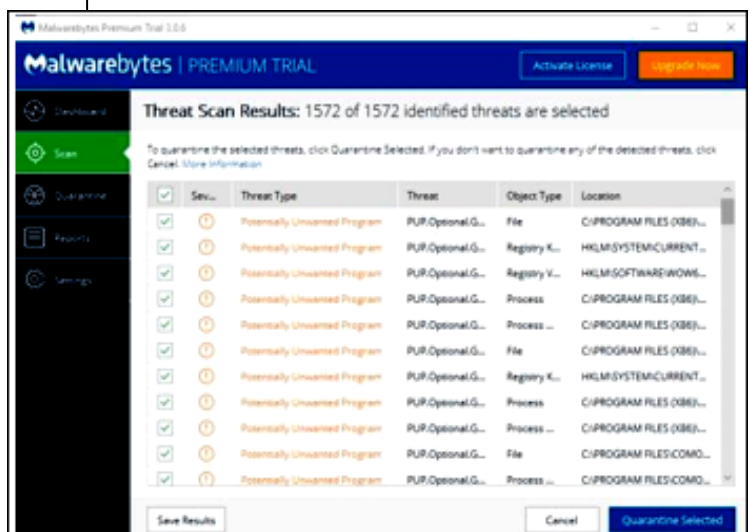 Malwarebytes Premium Trial 3.0.6
Malwarebytes | PREMIUM TRIAL Activate License Upgrade Now
Dashboard
Scan
Quarantine
Reports
Settings
Threat Scan Results: 1572 of 1572 identified threats are selected
To quarantine the selected threats, click Quarantine Selected. If you don't want to quarantine any of the detected threats, click
Cancel. More Information
Sev... Threat Type Threat Object Type Location
Potentially Unwanted Program PUP.Optional.G... File C:\PROGRAM FILES (X86)\...
Potentially Unwanted Program PUP.Optional.G... Registry K... HKLM\SYSTEM\CURRENT...
Potentially Unwanted Program PUP.Optional.G... Registry V... HKLM\SOFTWARE\WOW6...
Potentially Unwanted Program PUP.Optional.G... Process C:\PROGRAM FILES (X86)\...
Potentially Unwanted Program PUP.Optional.G... Process ... C:\PROGRAM FILES (X86)\...
Potentially Unwanted Program PUP.Optional.G... File C:\PROGRAM FILES (X86)\...
Potentially Unwanted Program PUP.Optional.G... Registry K... HKLM\SYSTEM\CURRENT...
Potentially Unwanted Program PUP.Optional.G... Process C:\PROGRAM FILES (X86)\...
Potentially Unwanted Program PUP.Optional.G... Process ... C:\PROGRAM FILES (X86)\...
Potentially Unwanted Program PUP.Optional.G... File C:\PROGRAM FILES\COMO...
Potentially Unwanted Program PUP.Optional.G... Process ... C:\PROGRAM FILES\COMO...
Save Results Cancel Quarantine Selected